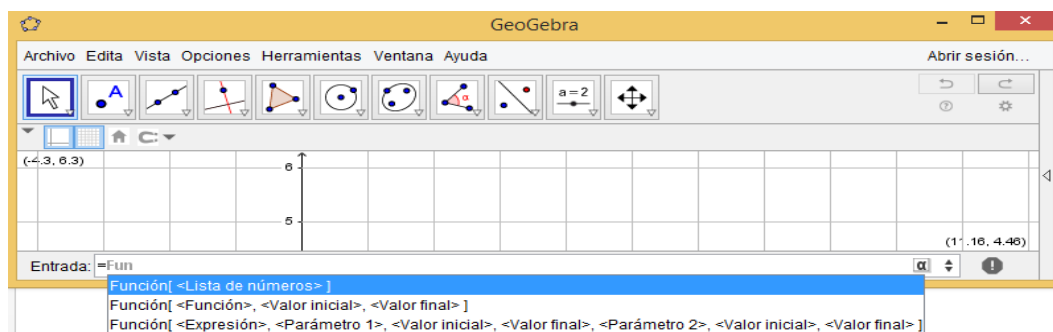 GeoGebra
Archivo Edita Vista Opciones Herramientas Ventana Ayuda Abrir sesión...
A α a=2
(-4.3, 6.3)
6
5
(11.16, 4.46)
Entrada: =Fun α
Función[ <Lista de números> ]
Función[ <Función>, <Valor inicial>, <Valor final> ]
Función[ <Expresión>, <Parámetro 1>, <Valor inicial>, <Valor final>, <Parámetro 2>, <Valor inicial>, <Valor final> ]